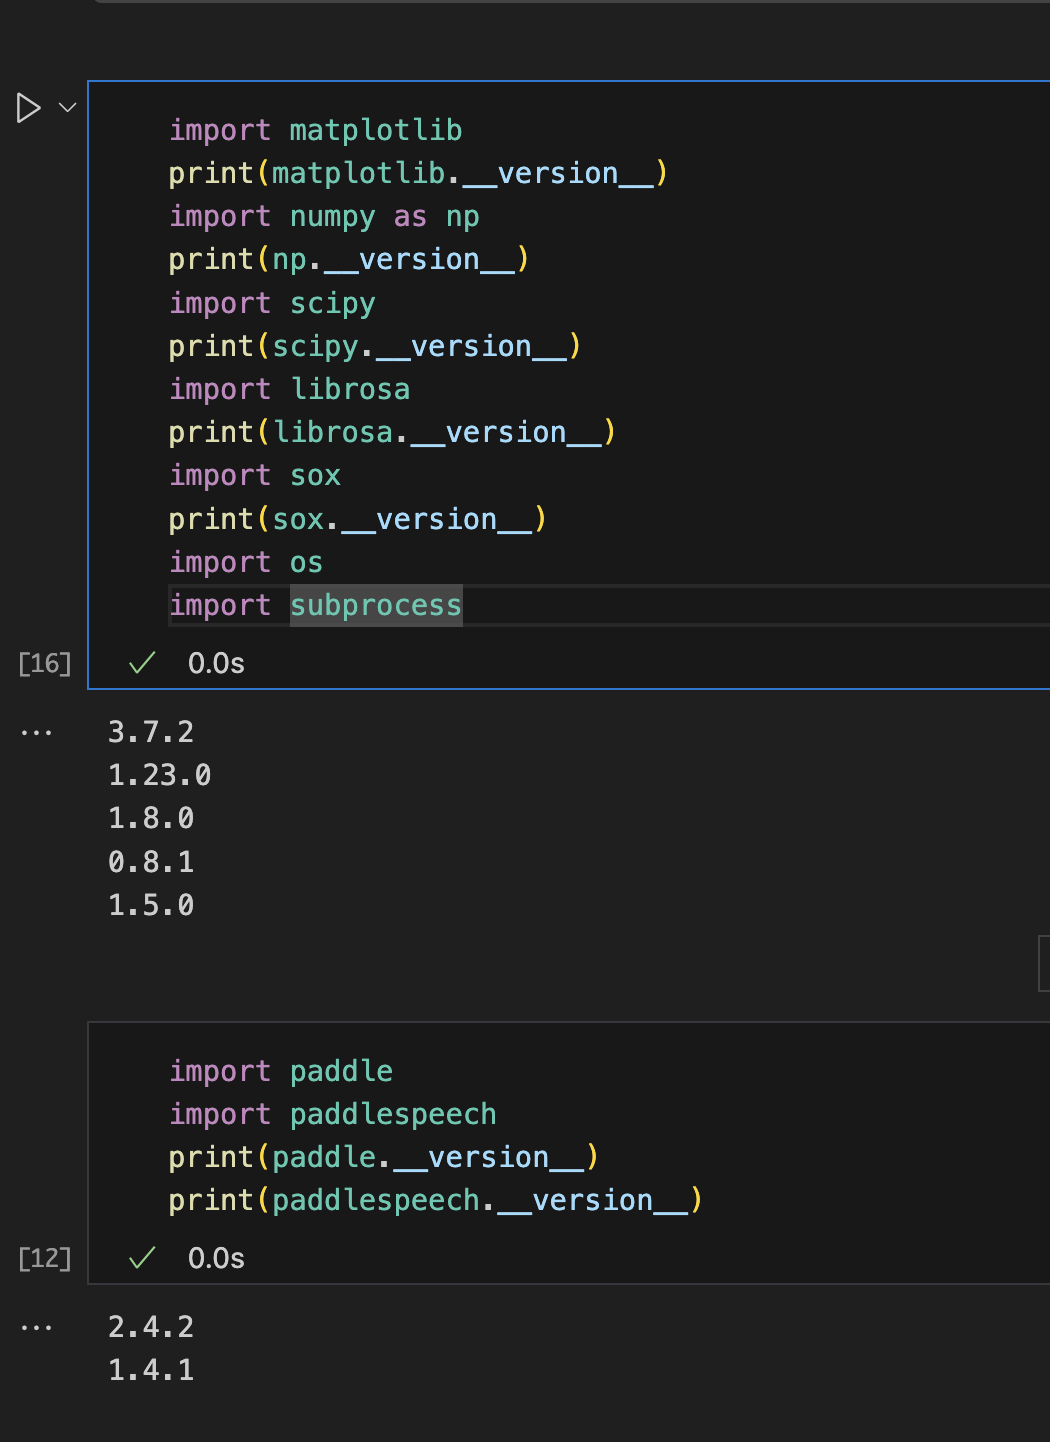 import matplotlib
print(matplotlib.__version__)
import numpy as np
print(np.__version__)
import scipy
print(scipy.__version__)
import librosa
print(librosa.__version__)
import sox
print(sox.__version__)
import os
import subprocess
[16] 0.0s
3.7.2
1.23.0
1.8.0
0.8.1
1.5.0
import paddle
import paddlespeech
print(paddle.__version__)
print(paddlespeech.__version__)
[12] 0.0s
2.4.2
1.4.1